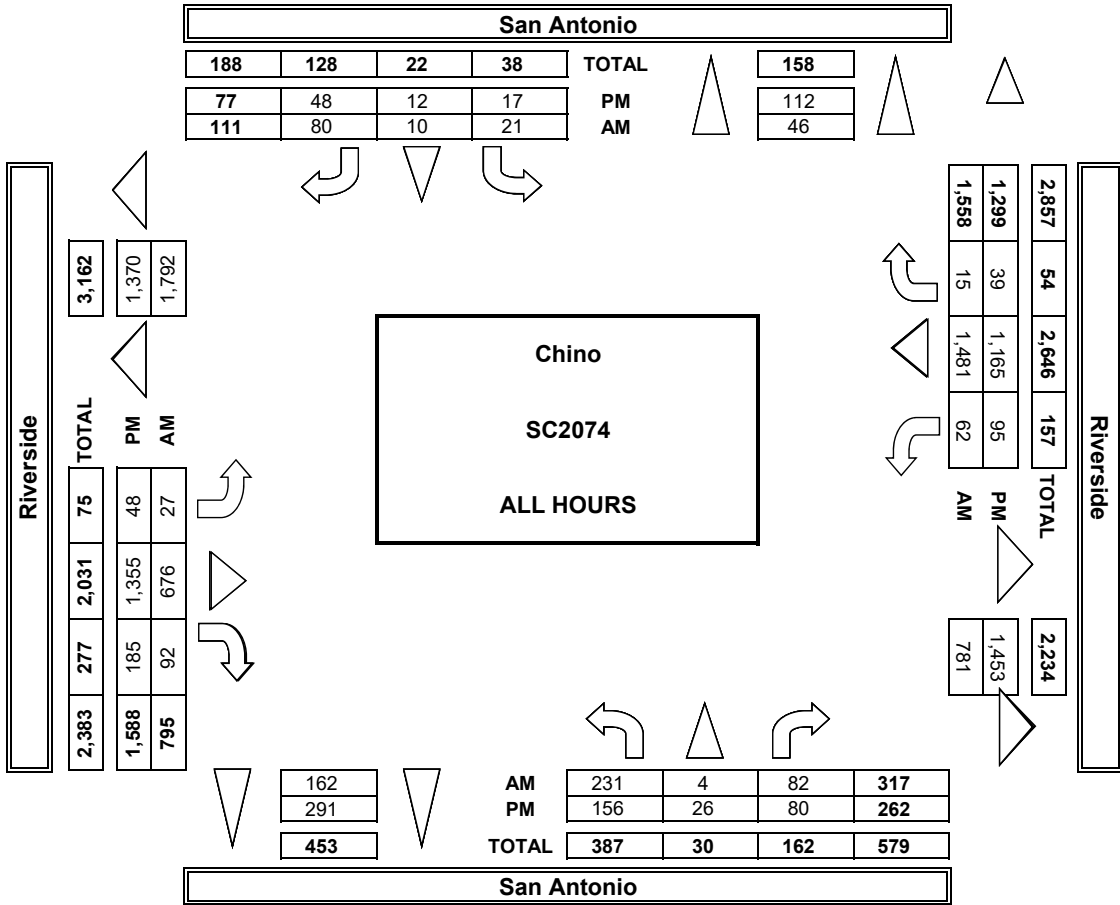 San Antonio
188 128 22 38 TOTAL 158
77 48 12 17 PM 112
111 80 10 21 AM 46
Riverside
3,162 1,370 1,792
TOTAL PM AM
75 48 27
2,031 1,355 676
277 185 92
2,383 1,588 795
Chino
SC2074
ALL HOURS
1,558 1,299 2,857
15 39 54
1,481 1,165 2,646
62 95 157
AM PM TOTAL
781 1,453 2,234
Riverside
162 AM 231 4 82 317
291 PM 156 26 80 262
453 TOTAL 387 30 162 579
San Antonio